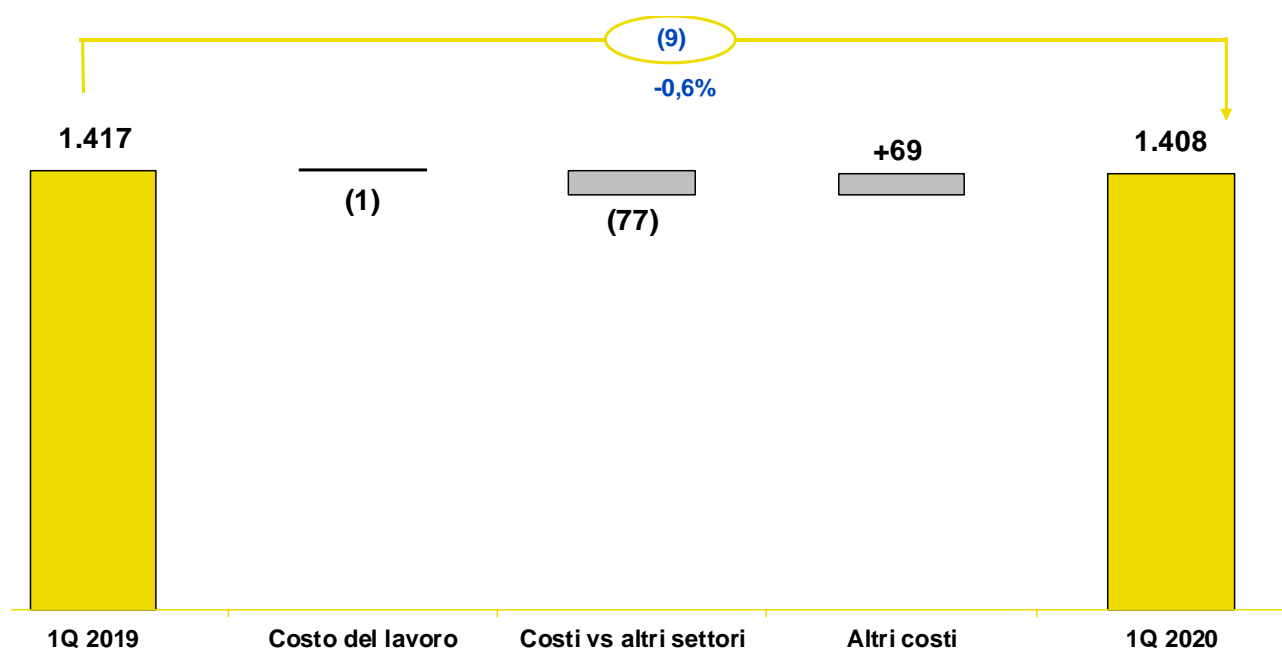 (9)
-0,6%
1.417
(1)
(77)
+69
1.408
1Q 2019
Costo del lavoro
Costi vs altri settori
Altri costi
1Q 2020